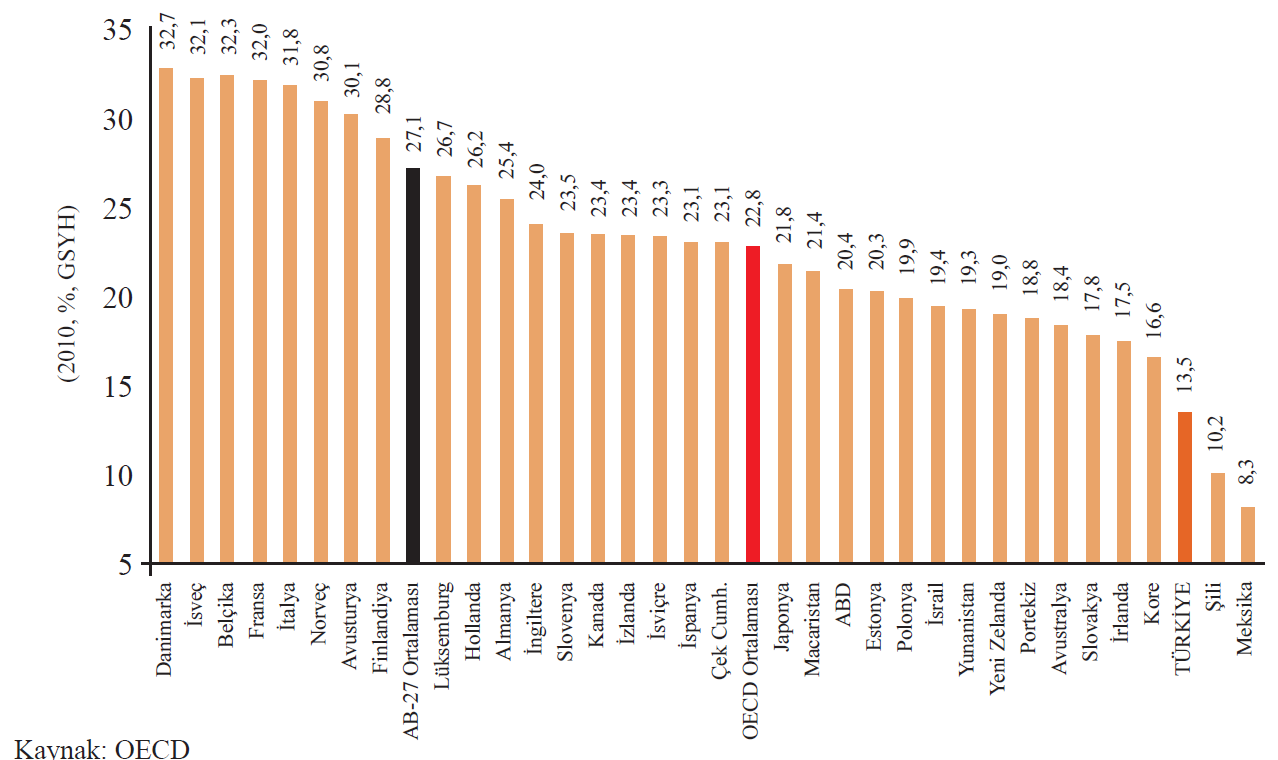 35
30
25
20
15
10
5
(2010, %, GSYH)
32,7
32,1
32,3
32,0
31,8
30,8
30,1
28,8
27,1
26,7
26,2
25,4
24,0
23,5
23,4
23,4
23,3
23,1
23,1
22,8
21,8
21,4
20,4
20,3
19,9
19,4
19,3
19,0
18,8
18,4
17,8
17,5
16,6
13,5
10,2
8,3
Danimarka
İsveç
Belçika
Fransa
İtalya
Norveç
Avusturya
Finlandiya
AB-27 Ortalaması
Lüksemburg
Hollanda
Almanya
İngiltere
Slovenya
Kanada
İzlanda
İsviçre
İspanya
Çek Cumh.
OECD Ortalaması
Japonya
Macaristan
ABD
Estonya
Polonya
İsrail
Yunanistan
Yeni Zelanda
Portekiz
Avustralya
Slovakya
İrlanda
Kore
TÜRKİYE
Şili
Meksika
Kaynak: OECD